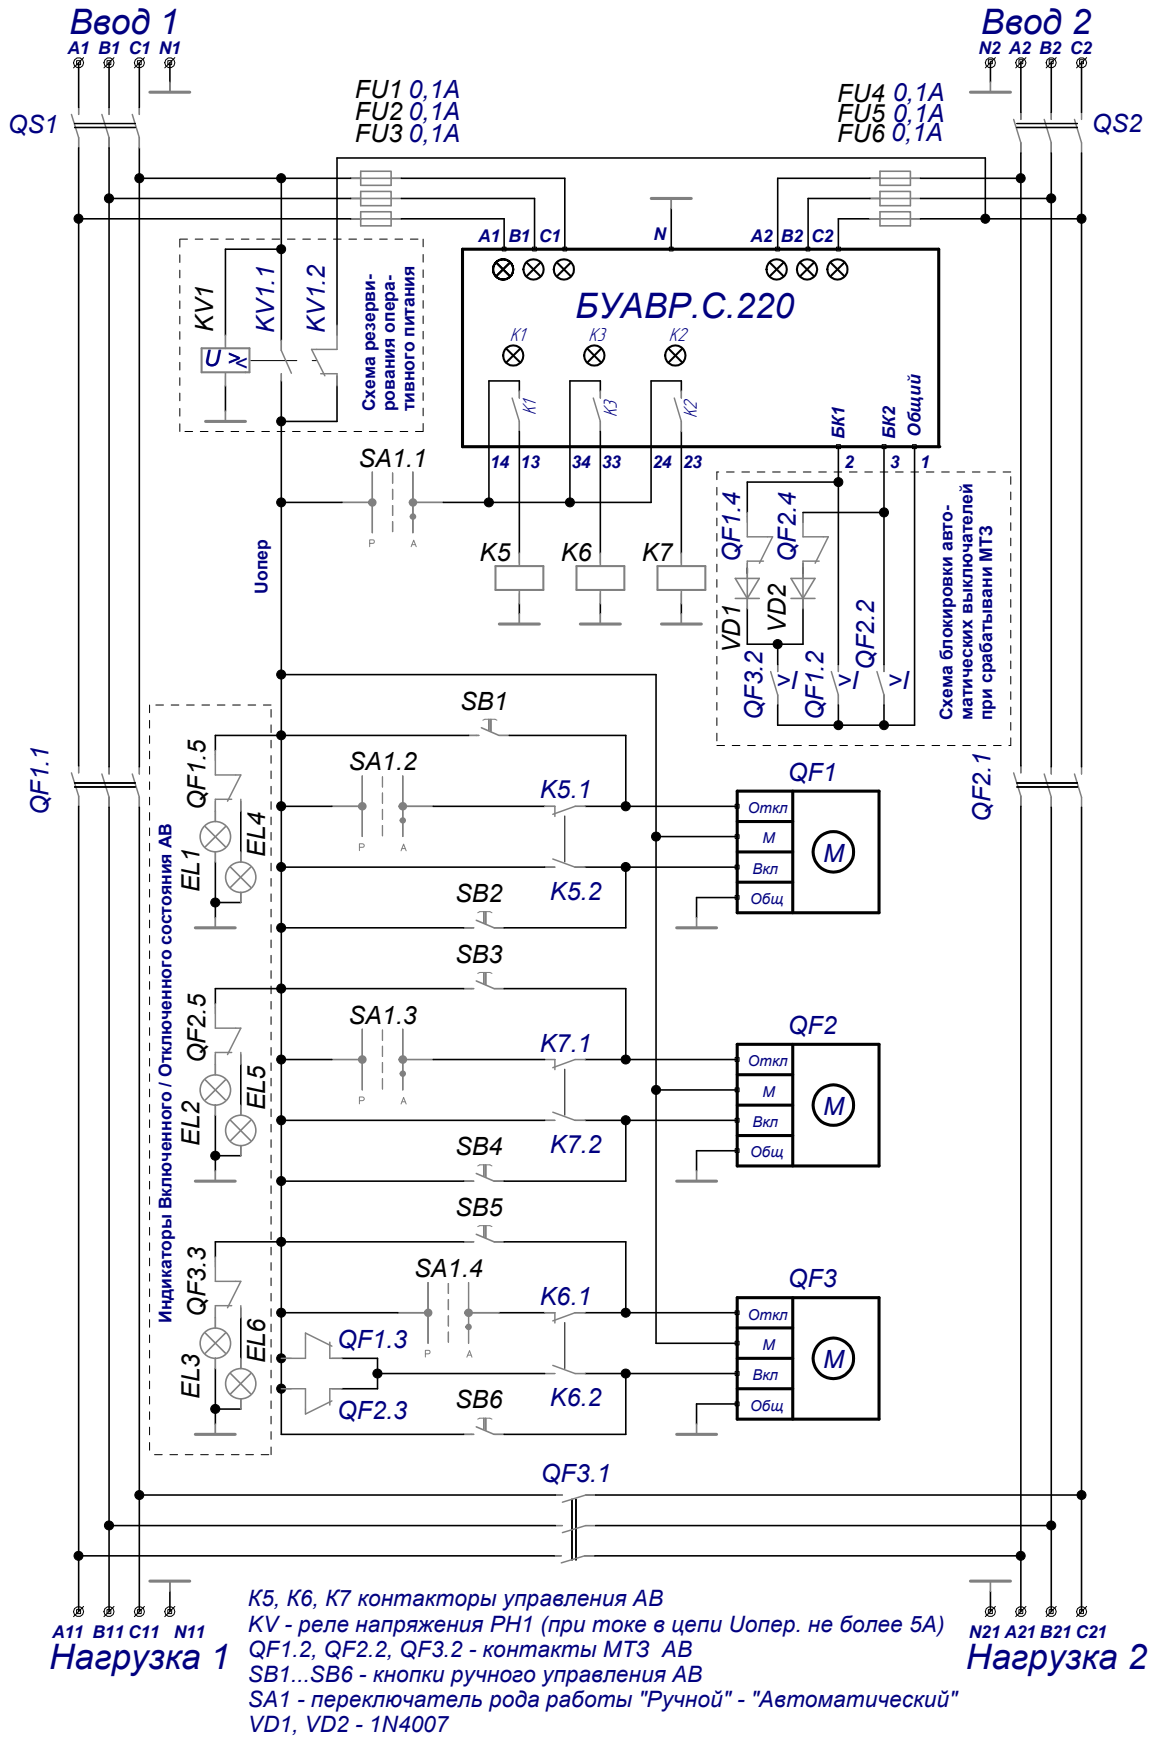 Ввод 1
Ввод 2
A1 B1 C1 N1
N2 A2 B2 C2
FU1 0,1A
FU2 0,1A
FU3 0,1A
FU4 0,1A
FU5 0,1A
FU6 0,1A
QS1
QS2
A1 B1 C1
N
A2 B2 C2
БУАВР.С.220
KV1
KV1.1
KV1.2
U
Схема резерви-
рования опера-
тивного питания
K1
K3
K2
K1
K3
K2
БК1
БК2
Общий
14 13
34 33
24 23
2 3 1
SA1.1
P A
Uопер
K5
K6
K7
QF1.4
QF2.4
VD1
VD2
QF3.2
QF1.2
QF2.2
>I
>I
>I
Схема блокировки авто-
матических выключателей
при срабатывани МТЗ
QF1.1
QF2.1
Индикаторы Включенного / Отключенного состояния АВ
SB1
QF1.5
EL1
EL4
SA1.2
P A
K5.1
K5.2
SB2
QF1
Откл
М
Вкл
Общ
M
SB3
QF2.5
EL2
EL5
SA1.3
P A
K7.1
K7.2
SB4
QF2
Откл
М
Вкл
Общ
M
SB5
QF3.3
EL3
EL6
SA1.4
P A
K6.1
QF1.3
QF2.3
K6.2
SB6
QF3
Откл
М
Вкл
Общ
M
QF3.1
A11 B11 C11 N11
Нагрузка 1
N21 A21 B21 C21
Нагрузка 2
К5, К6, К7 контакторы управления АВ
KV - реле напряжения РН1 (при токе в цепи Uопер. не более 5А)
QF1.2, QF2.2, QF3.2 - контакты МТЗ АВ
SB1...SB6 - кнопки ручного управления АВ
SA1 - переключатель рода работы "Ручной" - "Автоматический"
VD1, VD2 - 1N4007